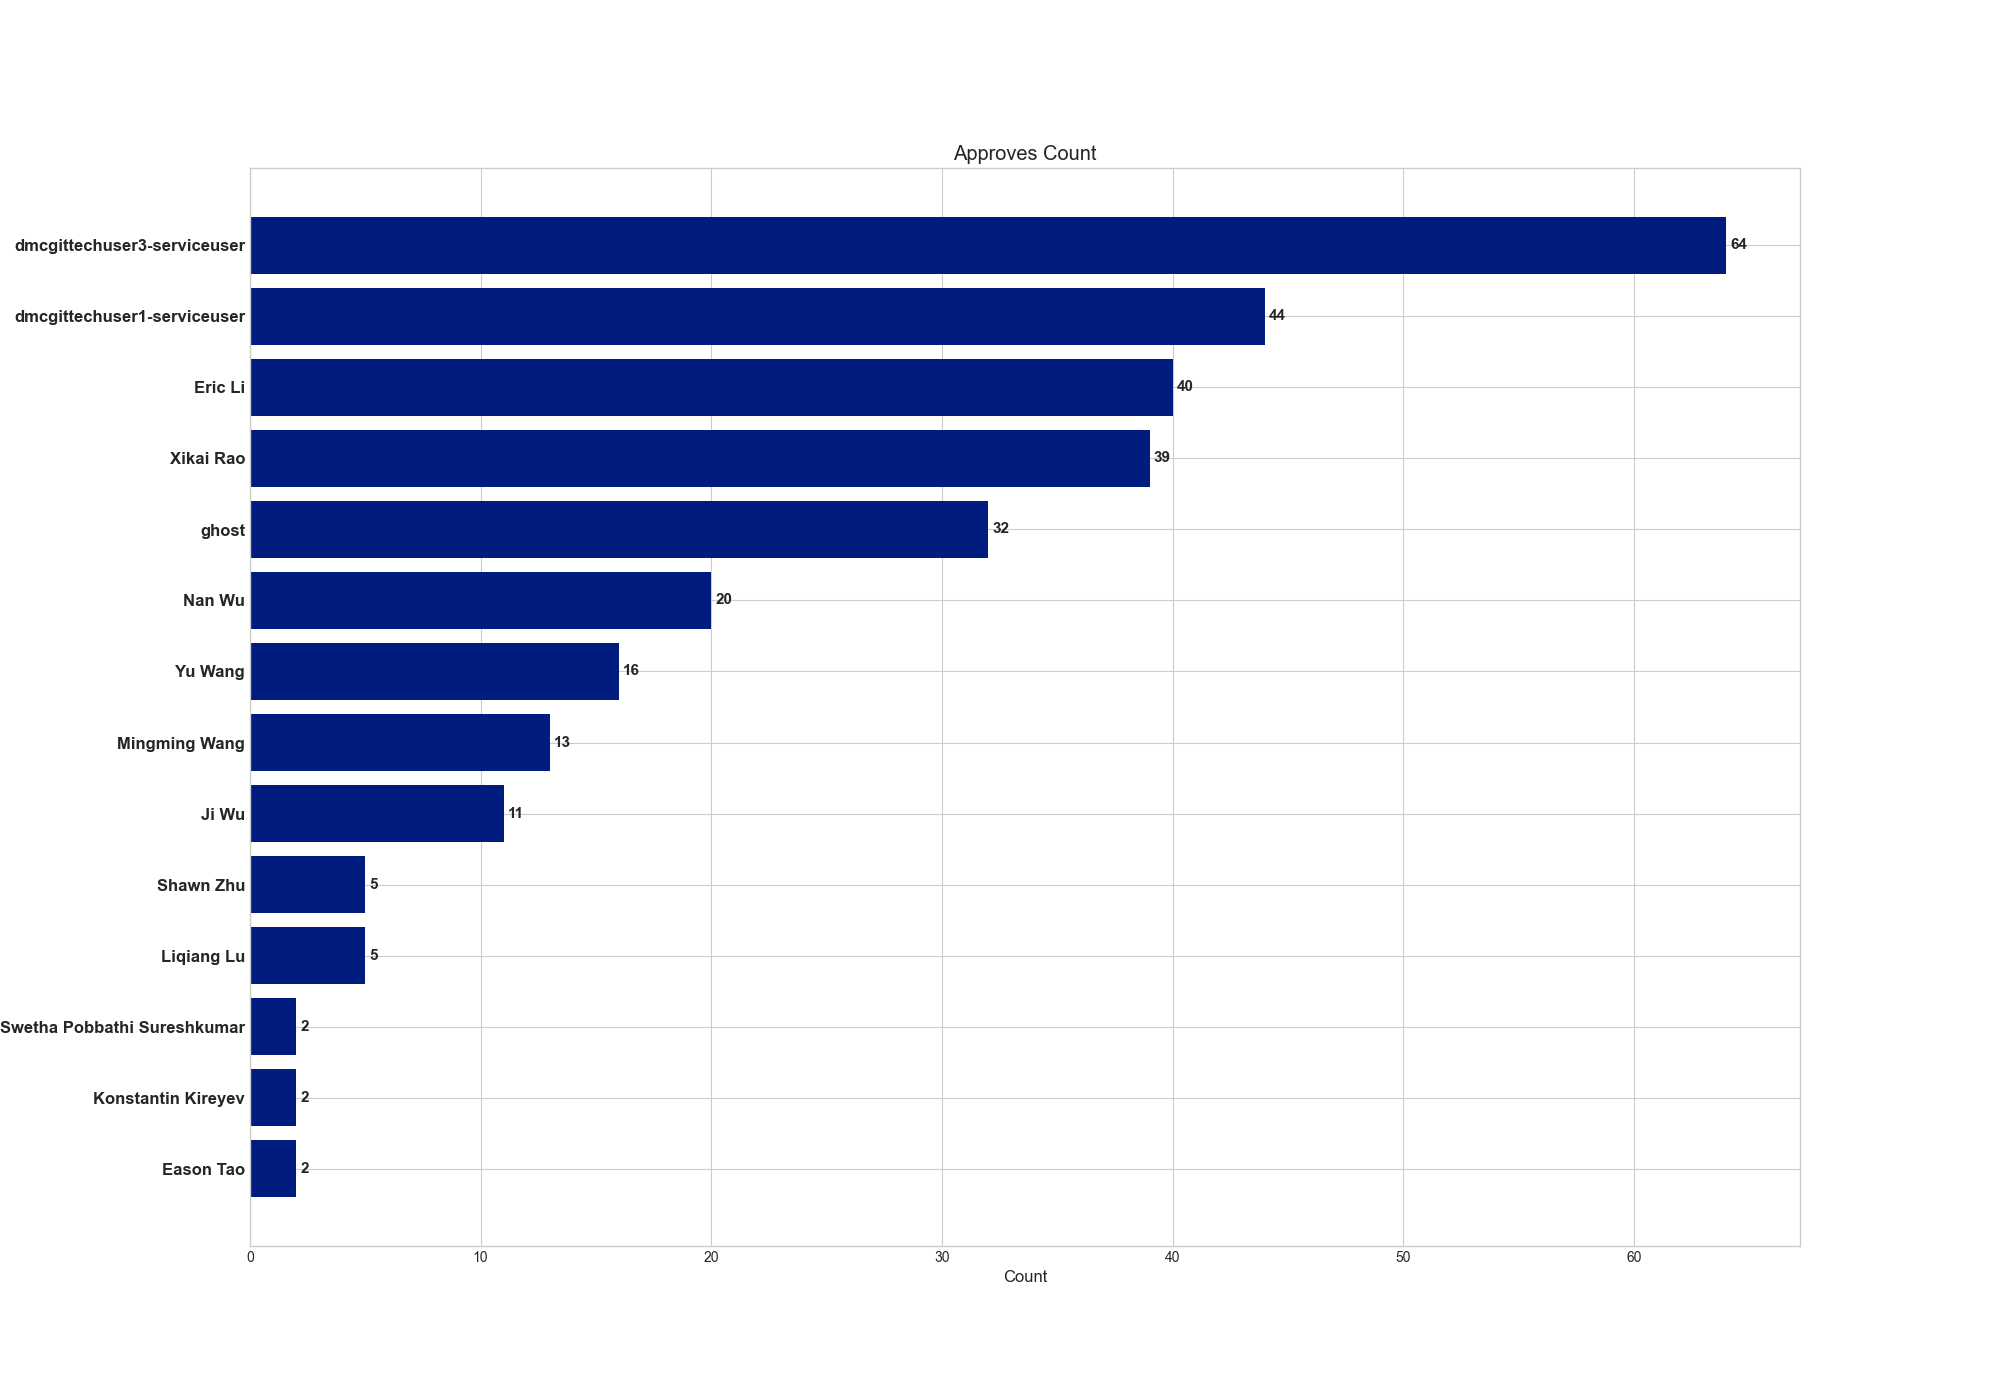 Approves Count
dmcgittechuser3-serviceuser 64
dmcgittechuser1-serviceuser 44
Eric Li 40
Xikai Rao 39
ghost 32
Nan Wu 20
Yu Wang 16
Mingming Wang 13
Ji Wu 11
Shawn Zhu 5
Liqiang Lu 5
Swetha Pobbathi Sureshkumar 2
Konstantin Kireyev 2
Eason Tao 2
0 10 20 30 40 50 60
Count